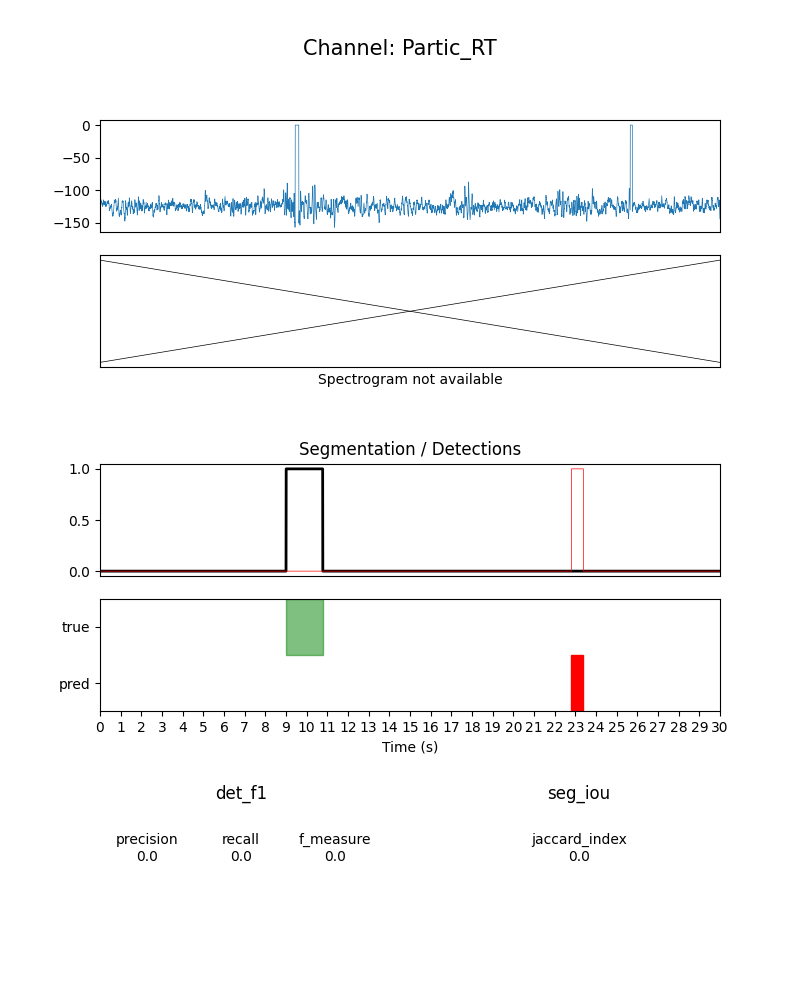 Channel: Partic_RT
0
−50
−100
−150
Spectrogram not available
Segmentation / Detections
1.0
0.5
0.0
true
pred
0 1 2 3 4 5 6 7 8 9 10 11 12 13 14 15 16 17 18 19 20 21 22 23 24 25 26 27 28 29 30
Time (s)
det_f1 seg_iou
precision recall f_measure jaccard_index
0.0 0.0 0.0 0.0